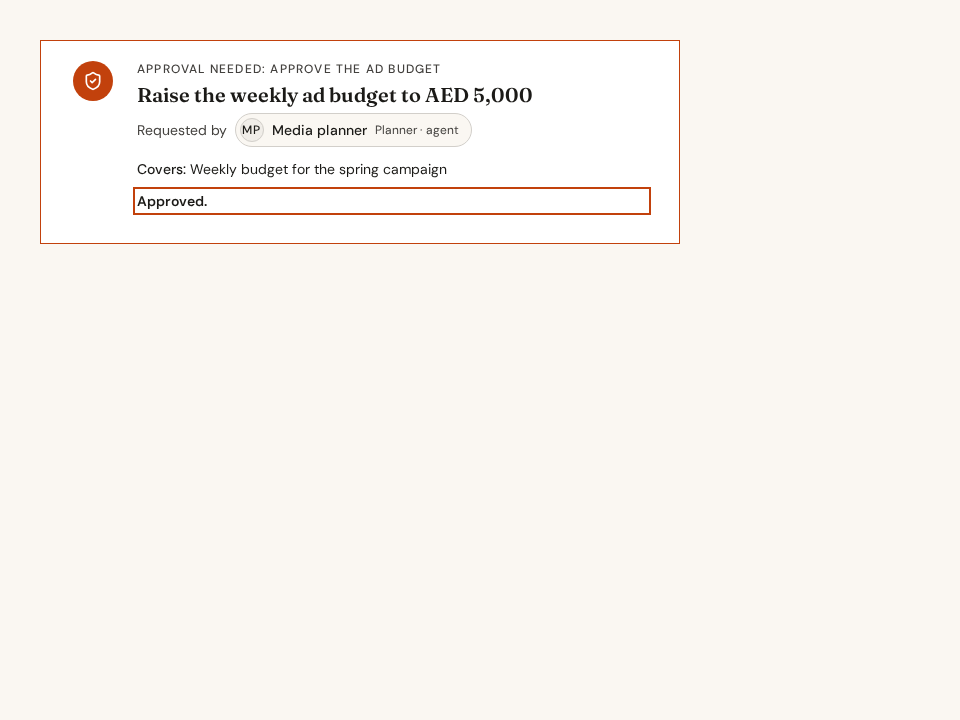 APPROVAL NEEDED: APPROVE THE AD BUDGET
Raise the weekly ad budget to AED 5,000
Requested by MP Media planner Planner · agent
Covers: Weekly budget for the spring campaign
Approved.